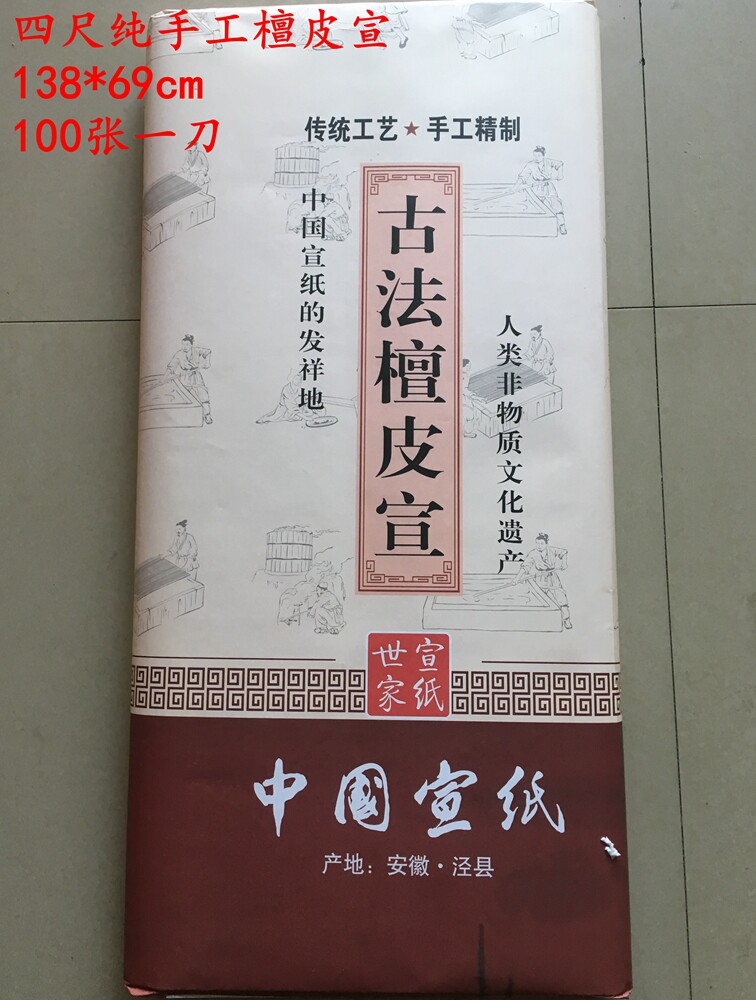 四尺纯手工檀皮宣
138*69cm
100张一刀
传统工艺★手工精制
古法檀皮宣
中国宣纸的发祥地
人类非物质文化遗产
宣纸
世家
中国宣纸
产地：安徽·泾县